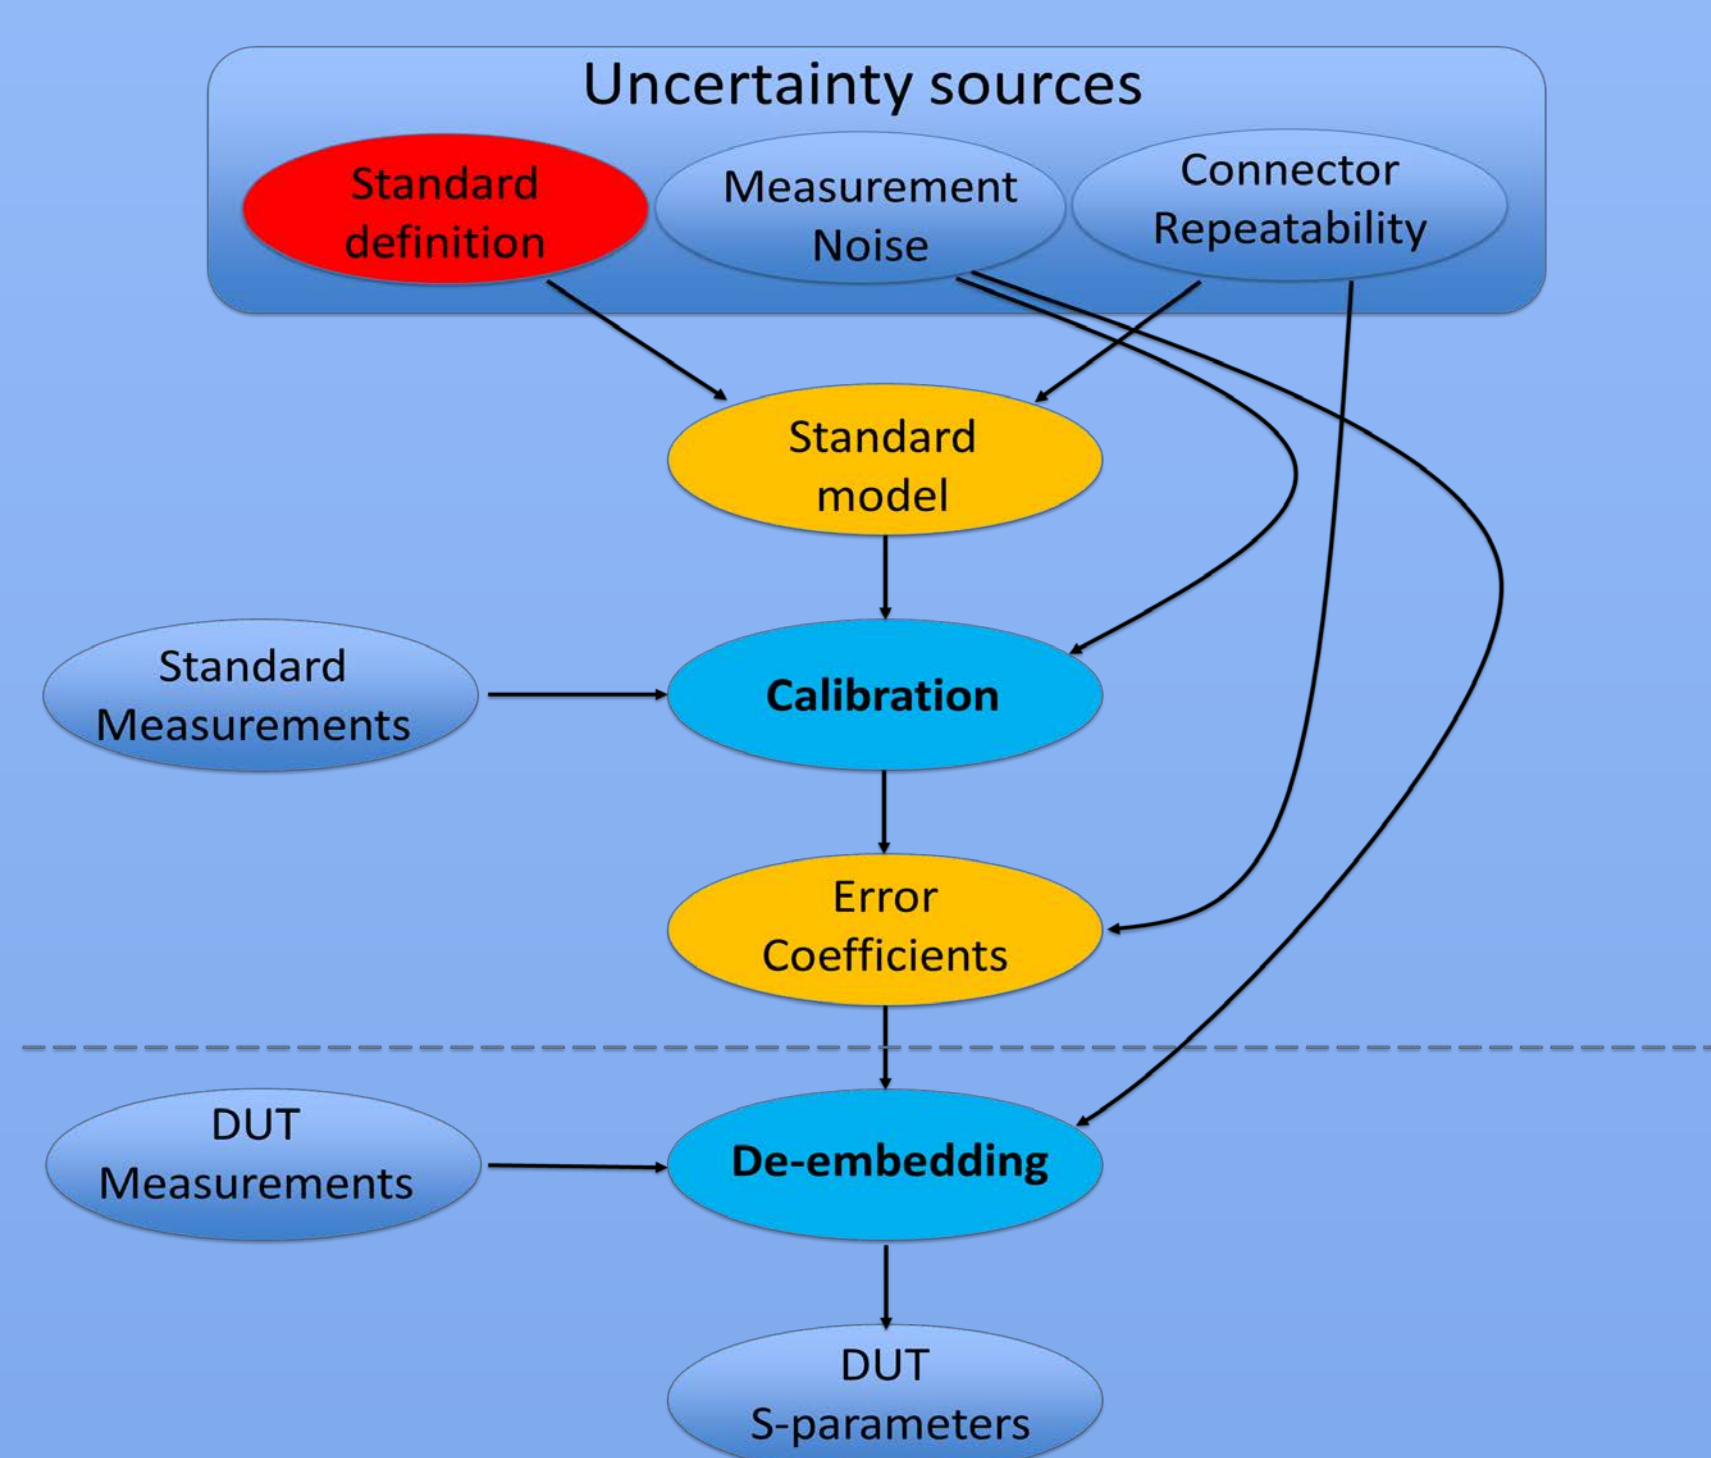 Uncertainty sources
Standard
definition
Measurement
Noise
Connector
Repeatability
Standard
model
Standard
Measurements
Calibration
Error
Coefficients
DUT
Measurements
De-embedding
DUT
S-parameters